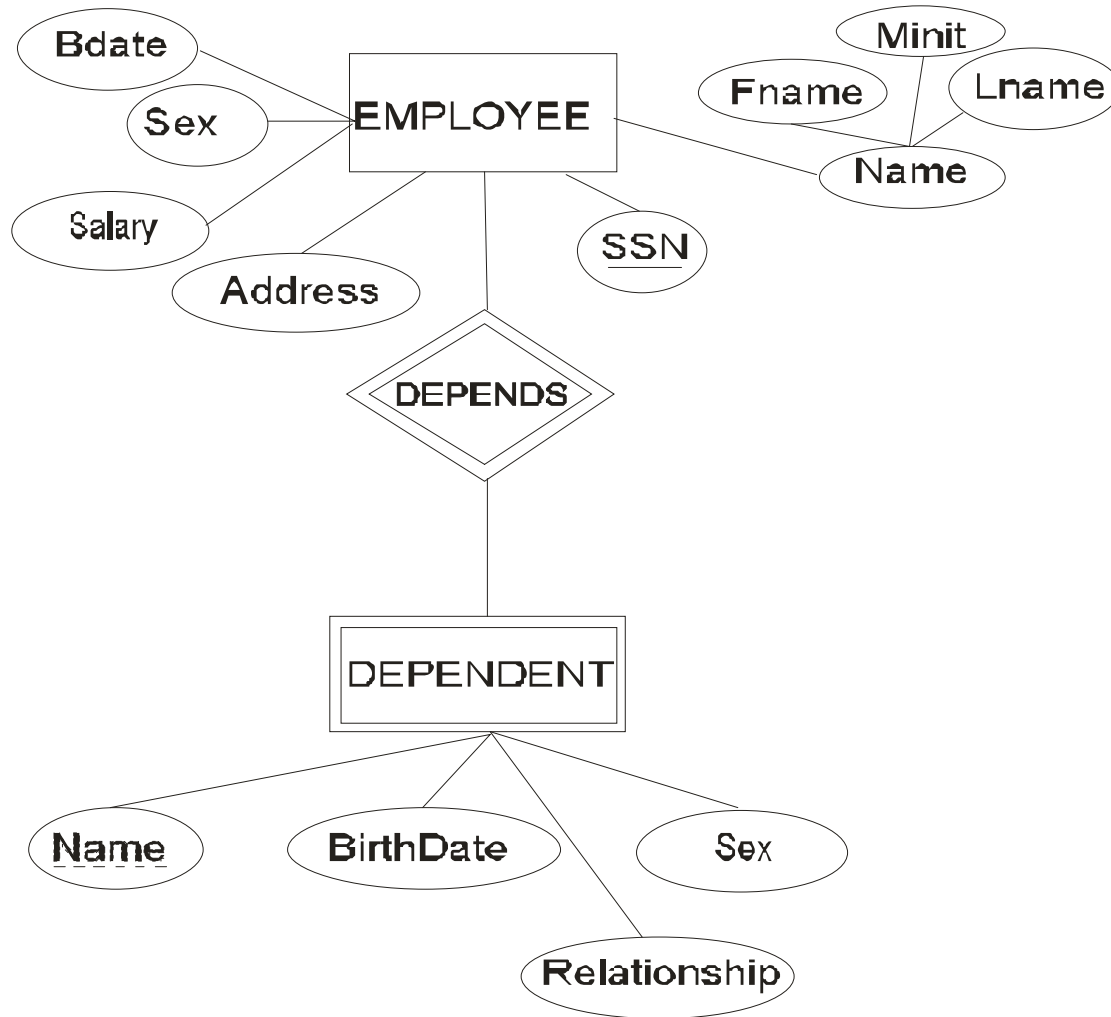 Bdate
Minit
Fname
Lname
EMPLOYEE
Sex
Name
Salary
SSN
Address
DEPENDS
DEPENDENT
Name
BirthDate
Sex
Relationship